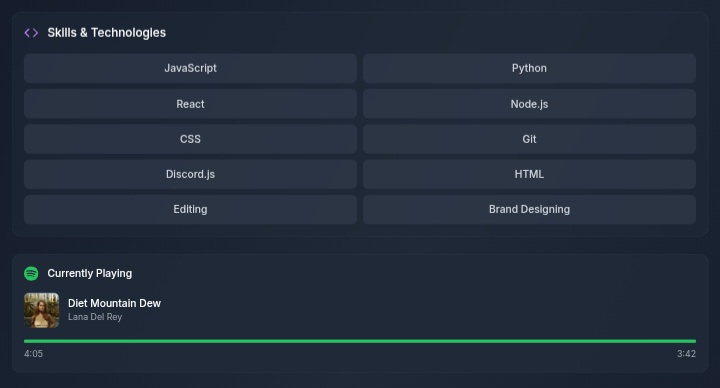 Skills & Technologies
JavaScript Python
React Node.js
CSS Git
Discord.js HTML
Editing Brand Designing
Currently Playing
Diet Mountain Dew
Lana Del Rey
4:05 3:42